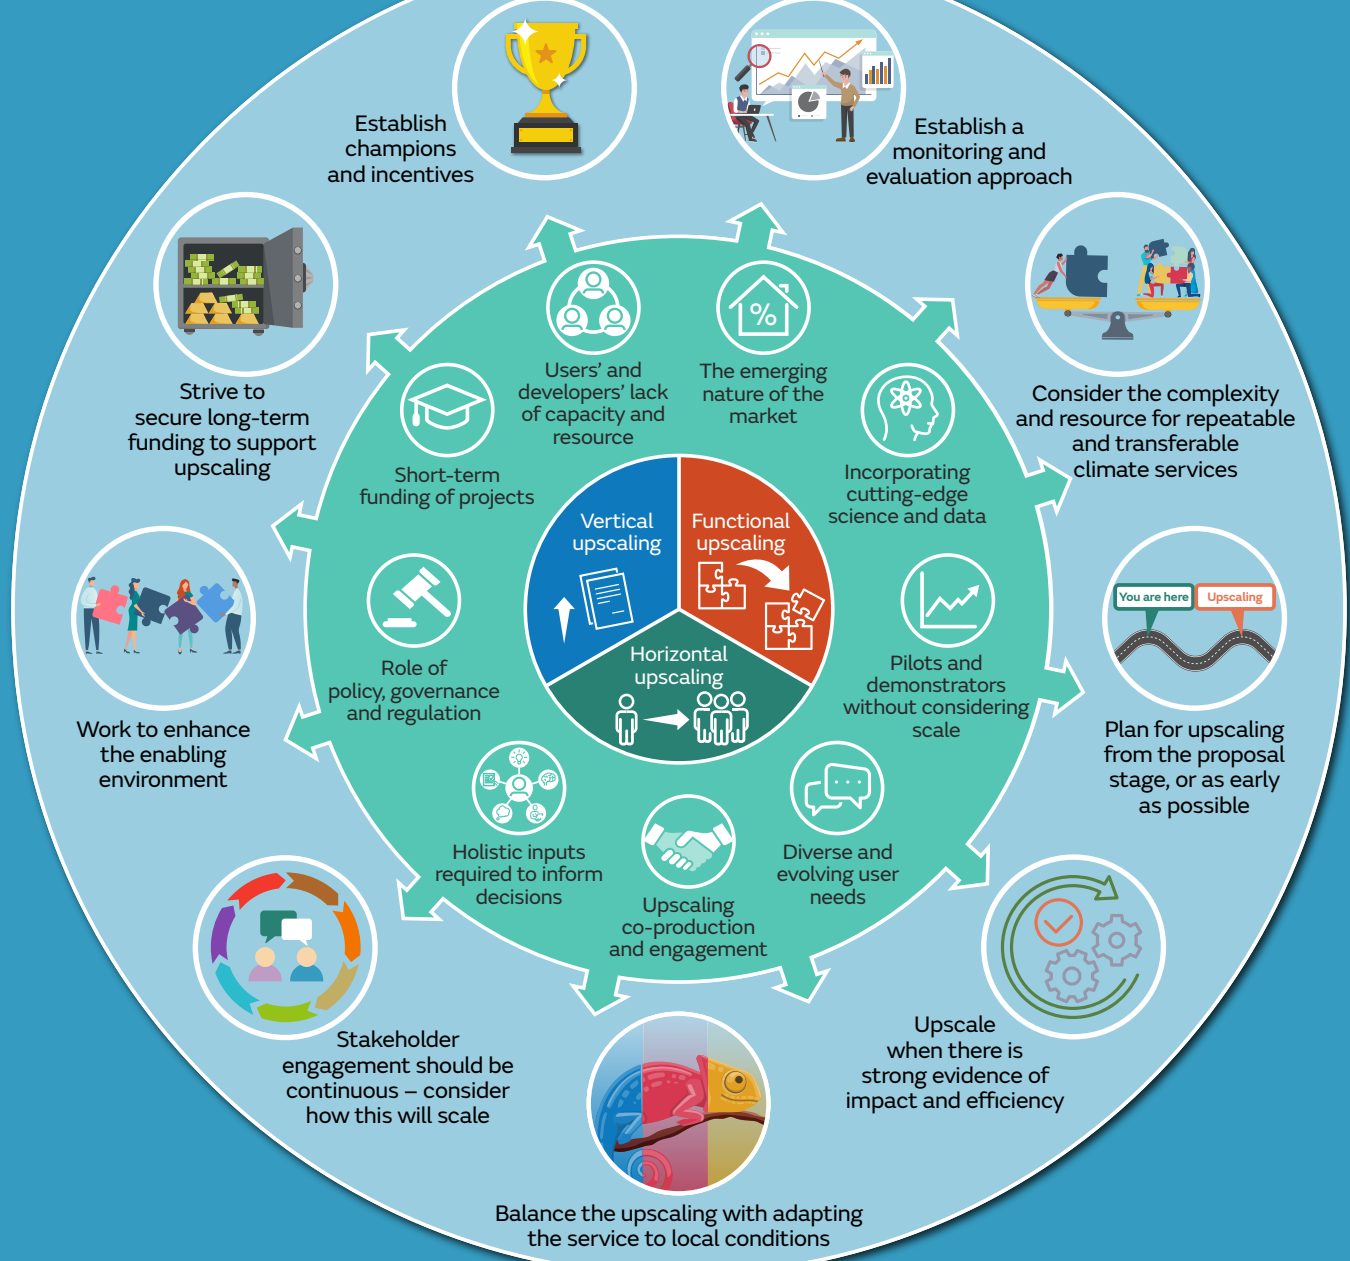 Establish
champions
and incentives
Establish a
monitoring and
evaluation approach
Strive to
secure long-term
funding to support
upscaling
Consider the complexity
and resource for repeatable
and transferable
climate services
Users’ and
developers’ lack
of capacity and
resource
The emerging
nature of the
market
%
Short-term
funding of projects
Incorporating
cutting-edge
science and data
Vertical
upscaling
Functional
upscaling
Horizontal
upscaling
Role of
policy, governance
and regulation
Pilots and
demonstrators
without considering
scale
Work to enhance
the enabling
environment
You are here
Upscaling
Plan for upscaling
from the proposal
stage, or as early
as possible
Holistic inputs
required to inform
decisions
Upscaling
co-production
and engagement
Diverse and
evolving user
needs
Stakeholder
engagement should be
continuous – consider
how this will scale
Upscale
when there is
strong evidence of
impact and efficiency
Balance the upscaling with adapting
the service to local conditions